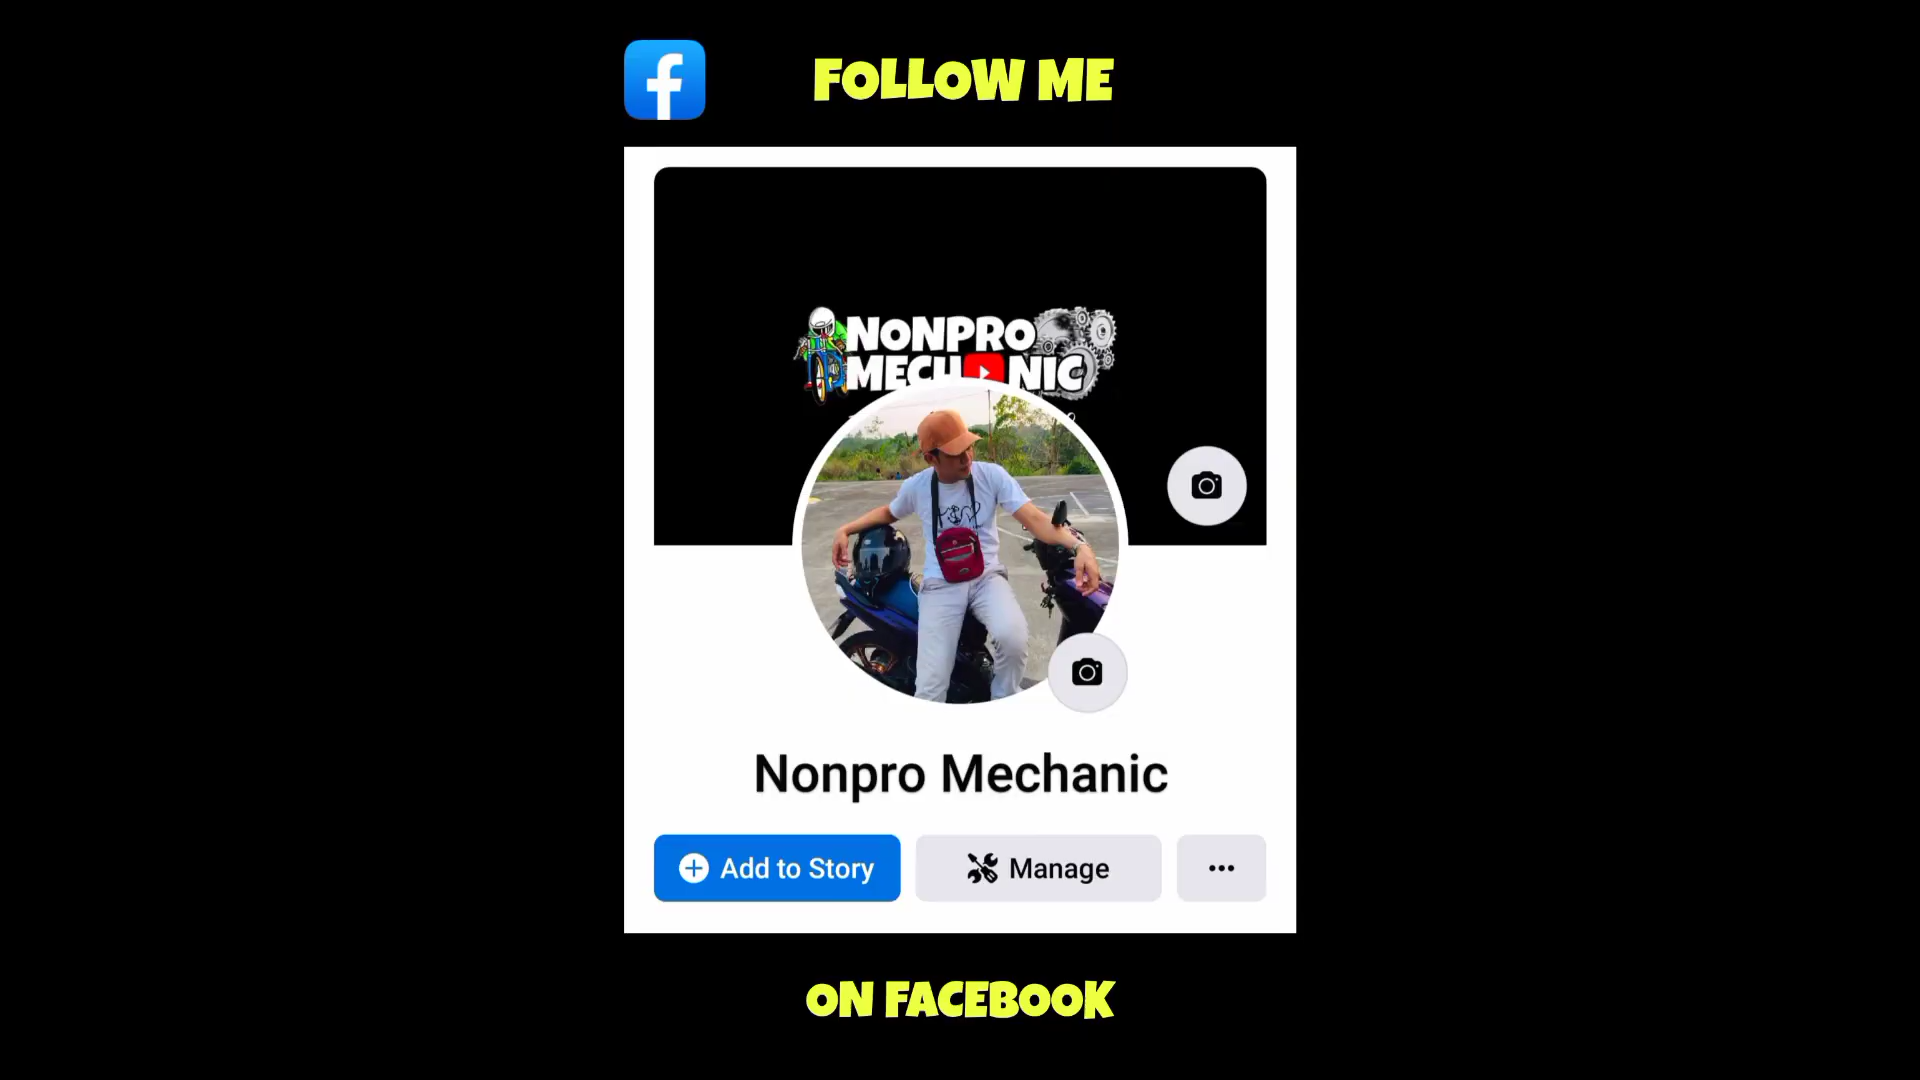 FOLLOW ME
NONPRO
MECH NIC
Nonpro Mechanic
Add to Story
Manage
ON FACEBOOK